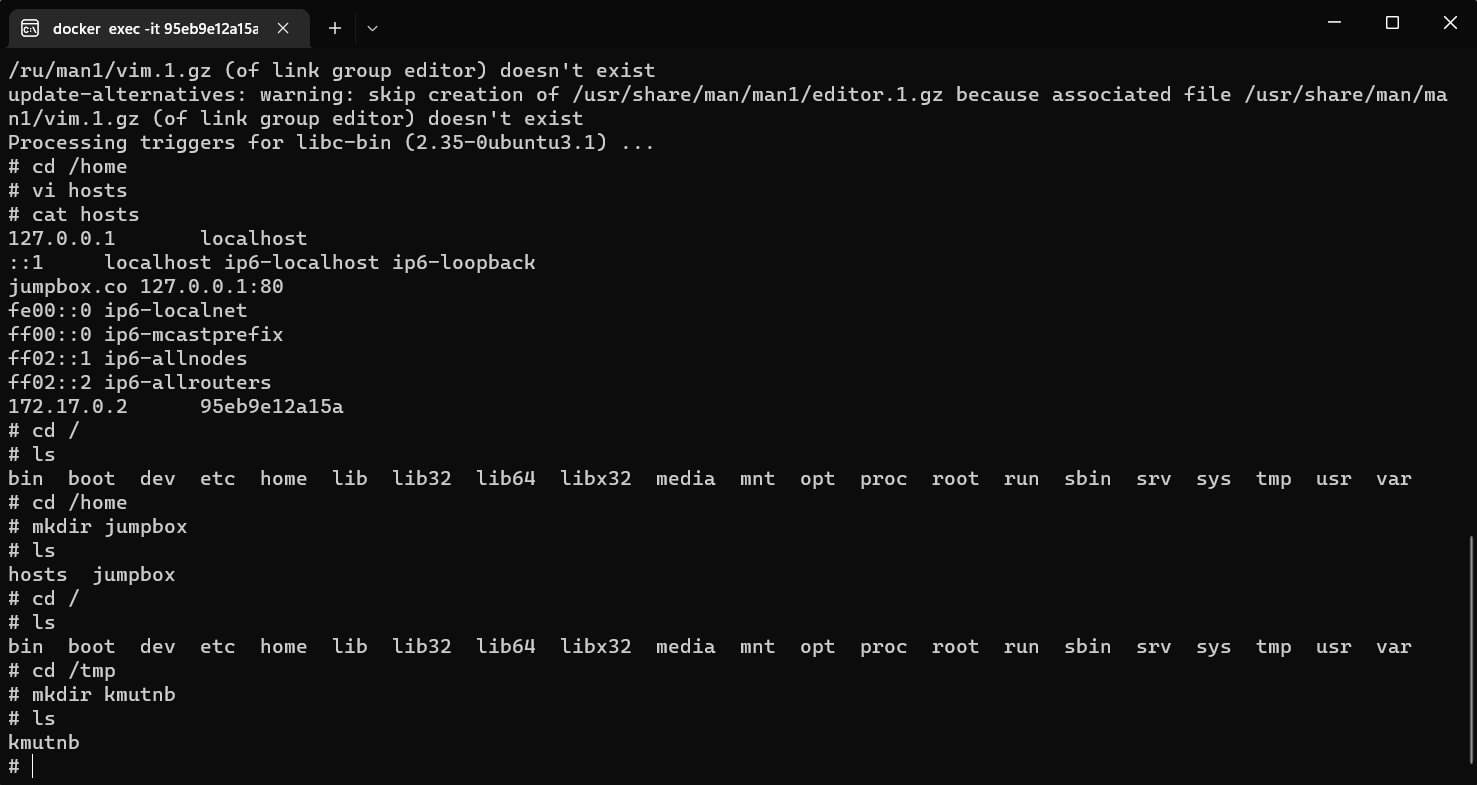 docker exec -it 95eb9e12a15a
/ru/man1/vim.1.gz (of link group editor) doesn't exist
update-alternatives: warning: skip creation of /usr/share/man/man1/editor.1.gz because associated file /usr/share/man/ma
n1/vim.1.gz (of link group editor) doesn't exist
Processing triggers for libc-bin (2.35-0ubuntu3.1) ...
# cd /home
# vi hosts
# cat hosts
127.0.0.1       localhost
::1     localhost ip6-localhost ip6-loopback
jumpbox.co 127.0.0.1:80
fe00::0 ip6-localnet
ff00::0 ip6-mcastprefix
ff02::1 ip6-allnodes
ff02::2 ip6-allrouters
172.17.0.2      95eb9e12a15a
# cd /
# ls
bin  boot  dev  etc  home  lib  lib32  lib64  libx32  media  mnt  opt  proc  root  run  sbin  srv  sys  tmp  usr  var
# cd /home
# mkdir jumpbox
# ls
hosts  jumpbox
# cd /
# ls
bin  boot  dev  etc  home  lib  lib32  lib64  libx32  media  mnt  opt  proc  root  run  sbin  srv  sys  tmp  usr  var
# cd /tmp
# mkdir kmutnb
# ls
kmutnb
#